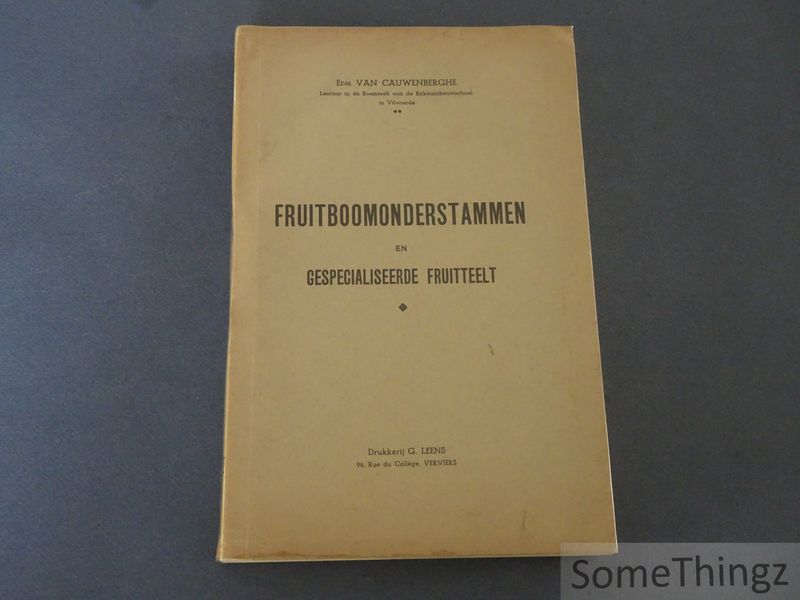 Edm. VAN CAUWENBERGHE
Leeraar in de Boomteelt aan de Rijkstuinbouwschool
in Vilvoorde
**
FRUITBOOMONDERSTAMMEN
EN
GESPECIALISEERDE FRUITTEELT
Drukkerij G. LEENS
94, Rue du Collège, VERVIERS
SomeThingz